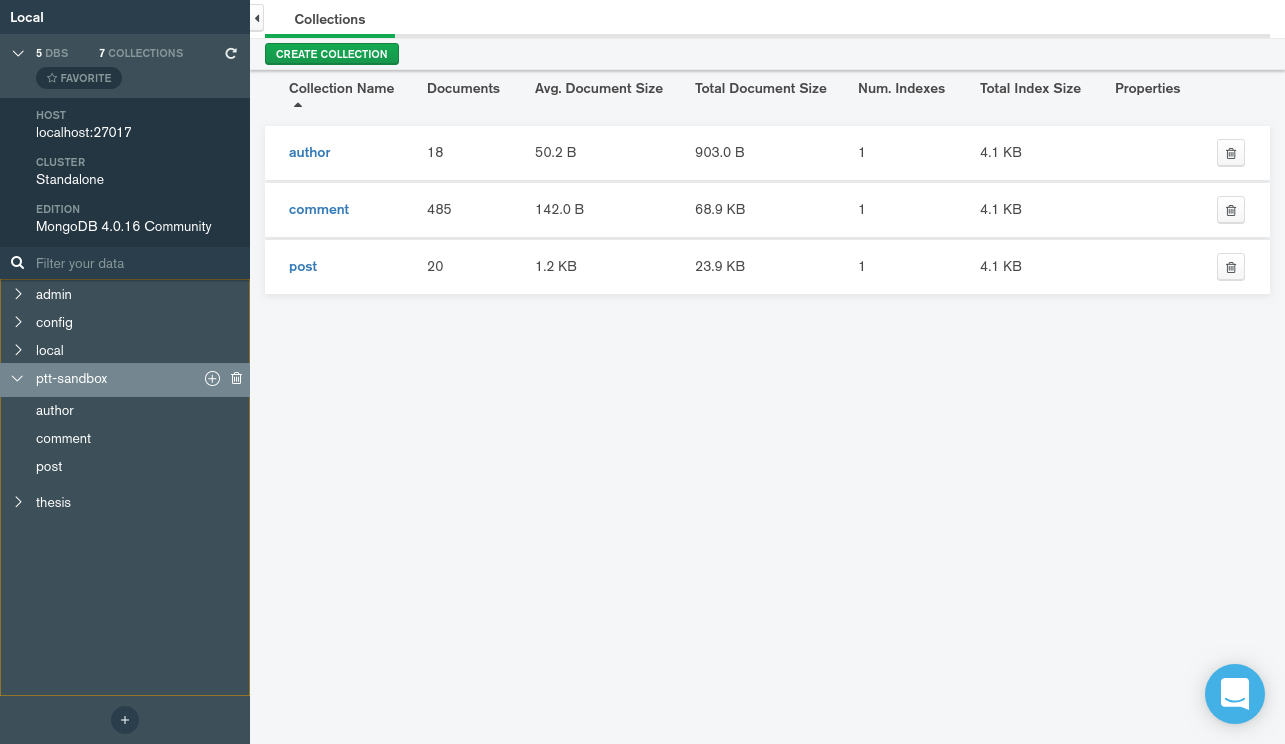 Local
5 DBS 7 COLLECTIONS
FAVORITE
HOST
localhost:27017
CLUSTER
Standalone
EDITION
MongoDB 4.0.16 Community
Filter your data
admin
config
local
ptt-sandbox
author
comment
post
thesis
Collections
CREATE COLLECTION
Collection Name Documents Avg. Document Size Total Document Size Num. Indexes Total Index Size Properties
author 18 50.2 B 903.0 B 1 4.1 KB
comment 485 142.0 B 68.9 KB 1 4.1 KB
post 20 1.2 KB 23.9 KB 1 4.1 KB